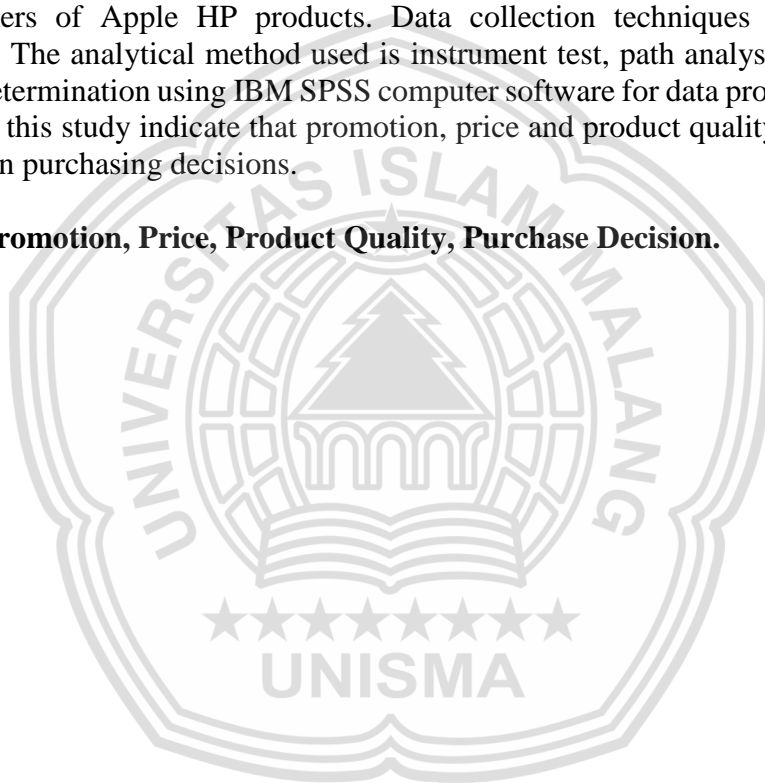 ers of Apple HP products. Data collection techniques
The analytical method used is instrument test, path analys
etermination using IBM SPSS computer software for data pro
this study indicate that promotion, price and product quality
n purchasing decisions.
romotion, Price, Product Quality, Purchase Decision.
UNIVERSITAS ISLAM MALANG
UNISMA